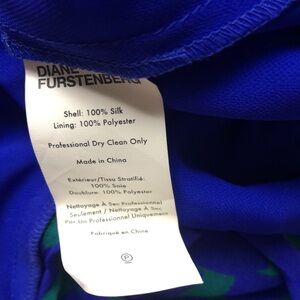 DIANE
FURSTENBERG
Shell: 100% Silk
Lining: 100% Polyester
Professional Dry Clean Only
Made in China
Extérieur/Tissu Stratifié:
100% Soie
Doublure: 100% Polyester
Nettoyage À Sec Professionnel
Seulement / Nettoyage À Sec
Par Un Professionnel Uniquement
Fabriqué en Chine
P